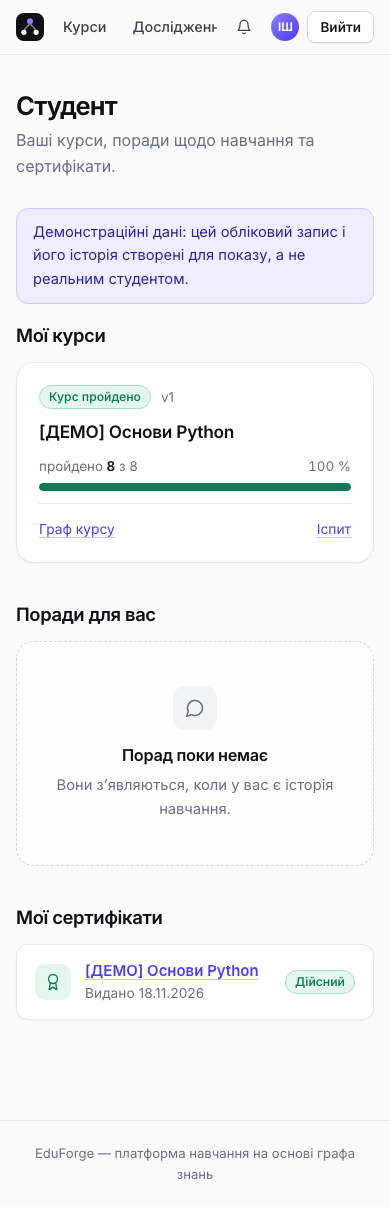 Курси Дослідженн ІШ Вийти
Студент
Ваші курси, поради щодо навчання та
сертифікати.
Демонстраційні дані: цей обліковий запис і
його історія створені для показу, а не
реальним студентом.
Мої курси
Курс пройдено v1
[ДЕМО] Основи Python
пройдено 8 з 8 100 %
Граф курсу Іспит
Поради для вас
Порад поки немає
Вони зʼявляються, коли у вас є історія
навчання.
Мої сертифікати
[ДЕМО] Основи Python
Видано 18.11.2026
Дійсний
EduForge — платформа навчання на основі графа
знань